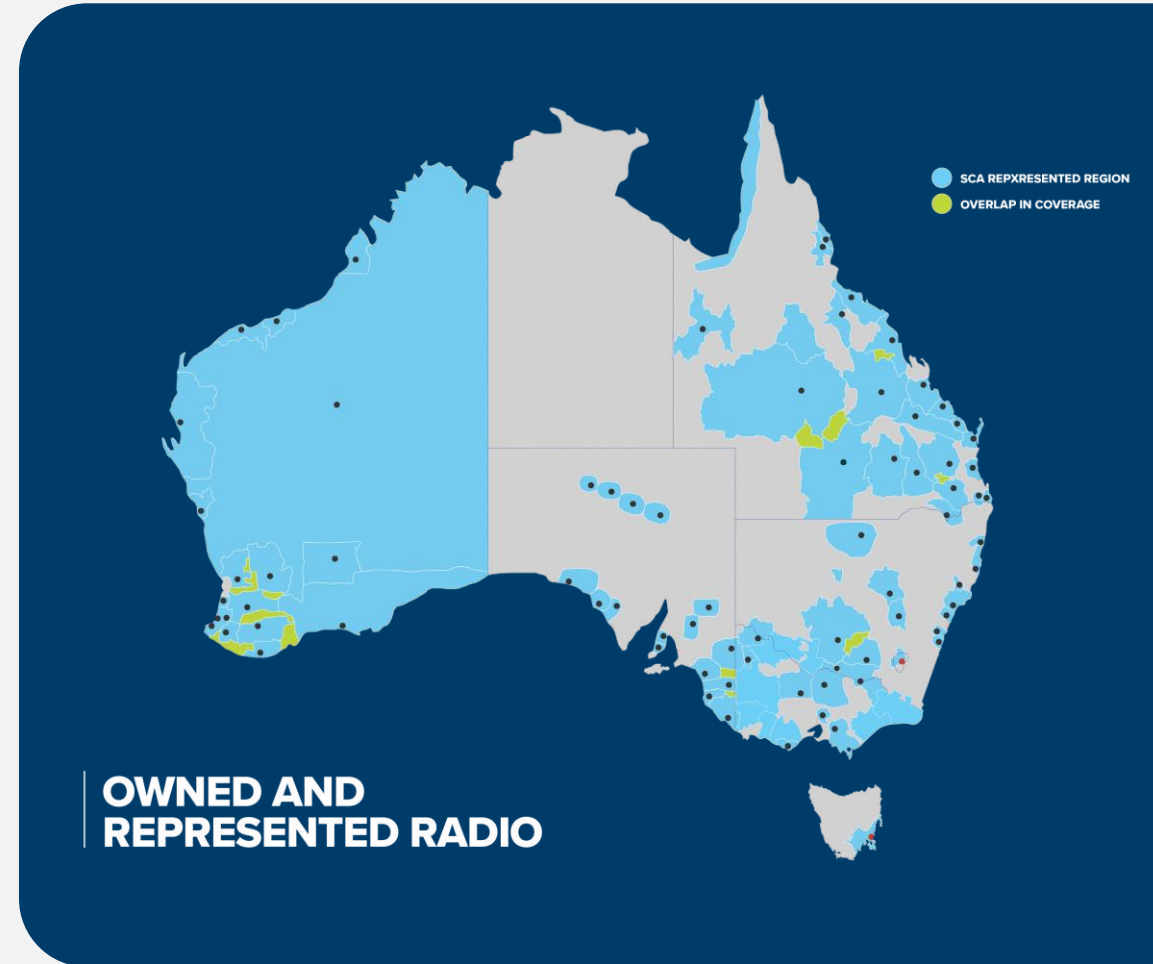 SCA REPXRESENTED REGION
OVERLAP IN COVERAGE
OWNED AND
REPRESENTED RADIO